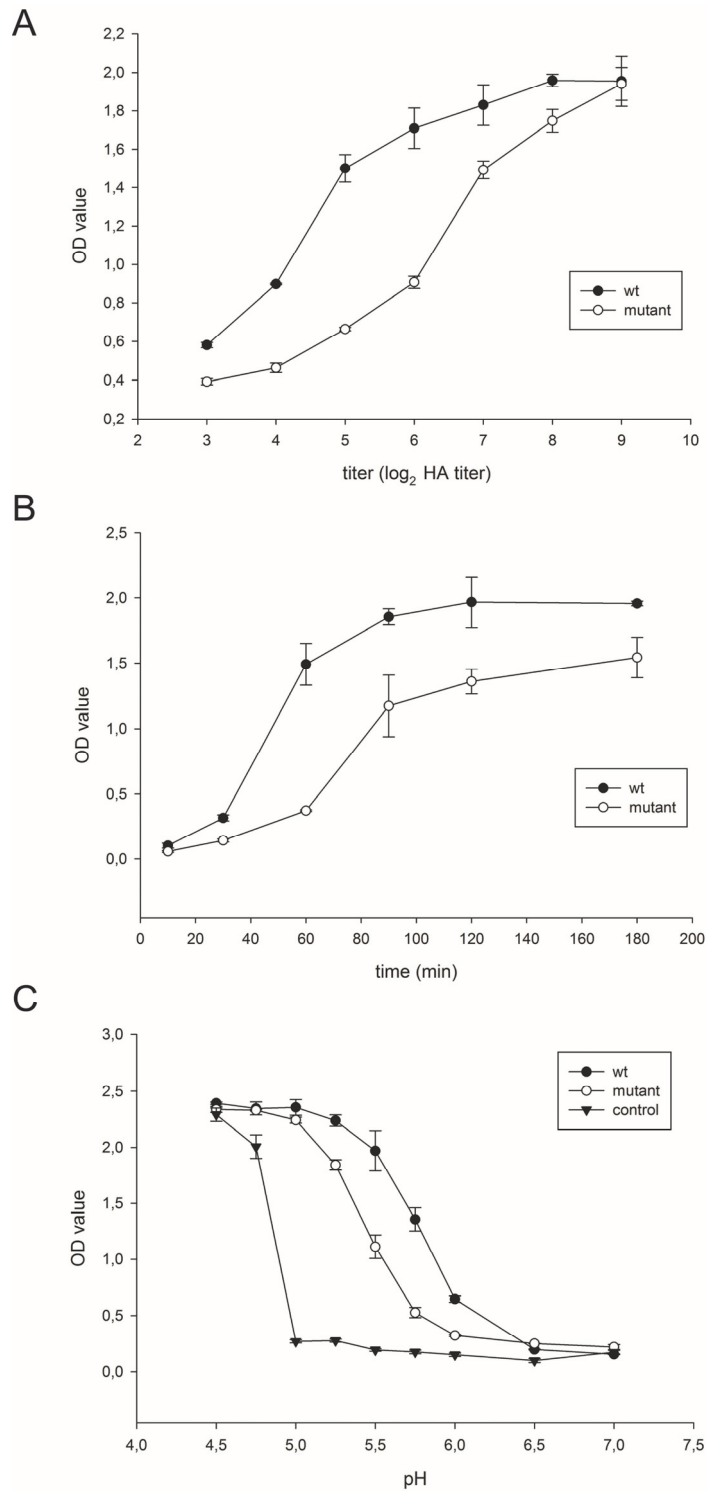 A
2,2
2,0
1,8
1,6
1,4
1,2
1,0
0,8
0,6
0,4
0,2
OD value
wt
mutant
2 3 4 5 6 7 8 9 10
titer (log2 HA titer)
B
2,5
2,0
1,5
1,0
0,5
0,0
OD value
wt
mutant
0 20 40 60 80 100 120 140 160 180 200
time (min)
C
3,0
2,5
2,0
1,5
1,0
0,5
0,0
OD value
wt
mutant
control
4,0 4,5 5,0 5,5 6,0 6,5 7,0 7,5
pH